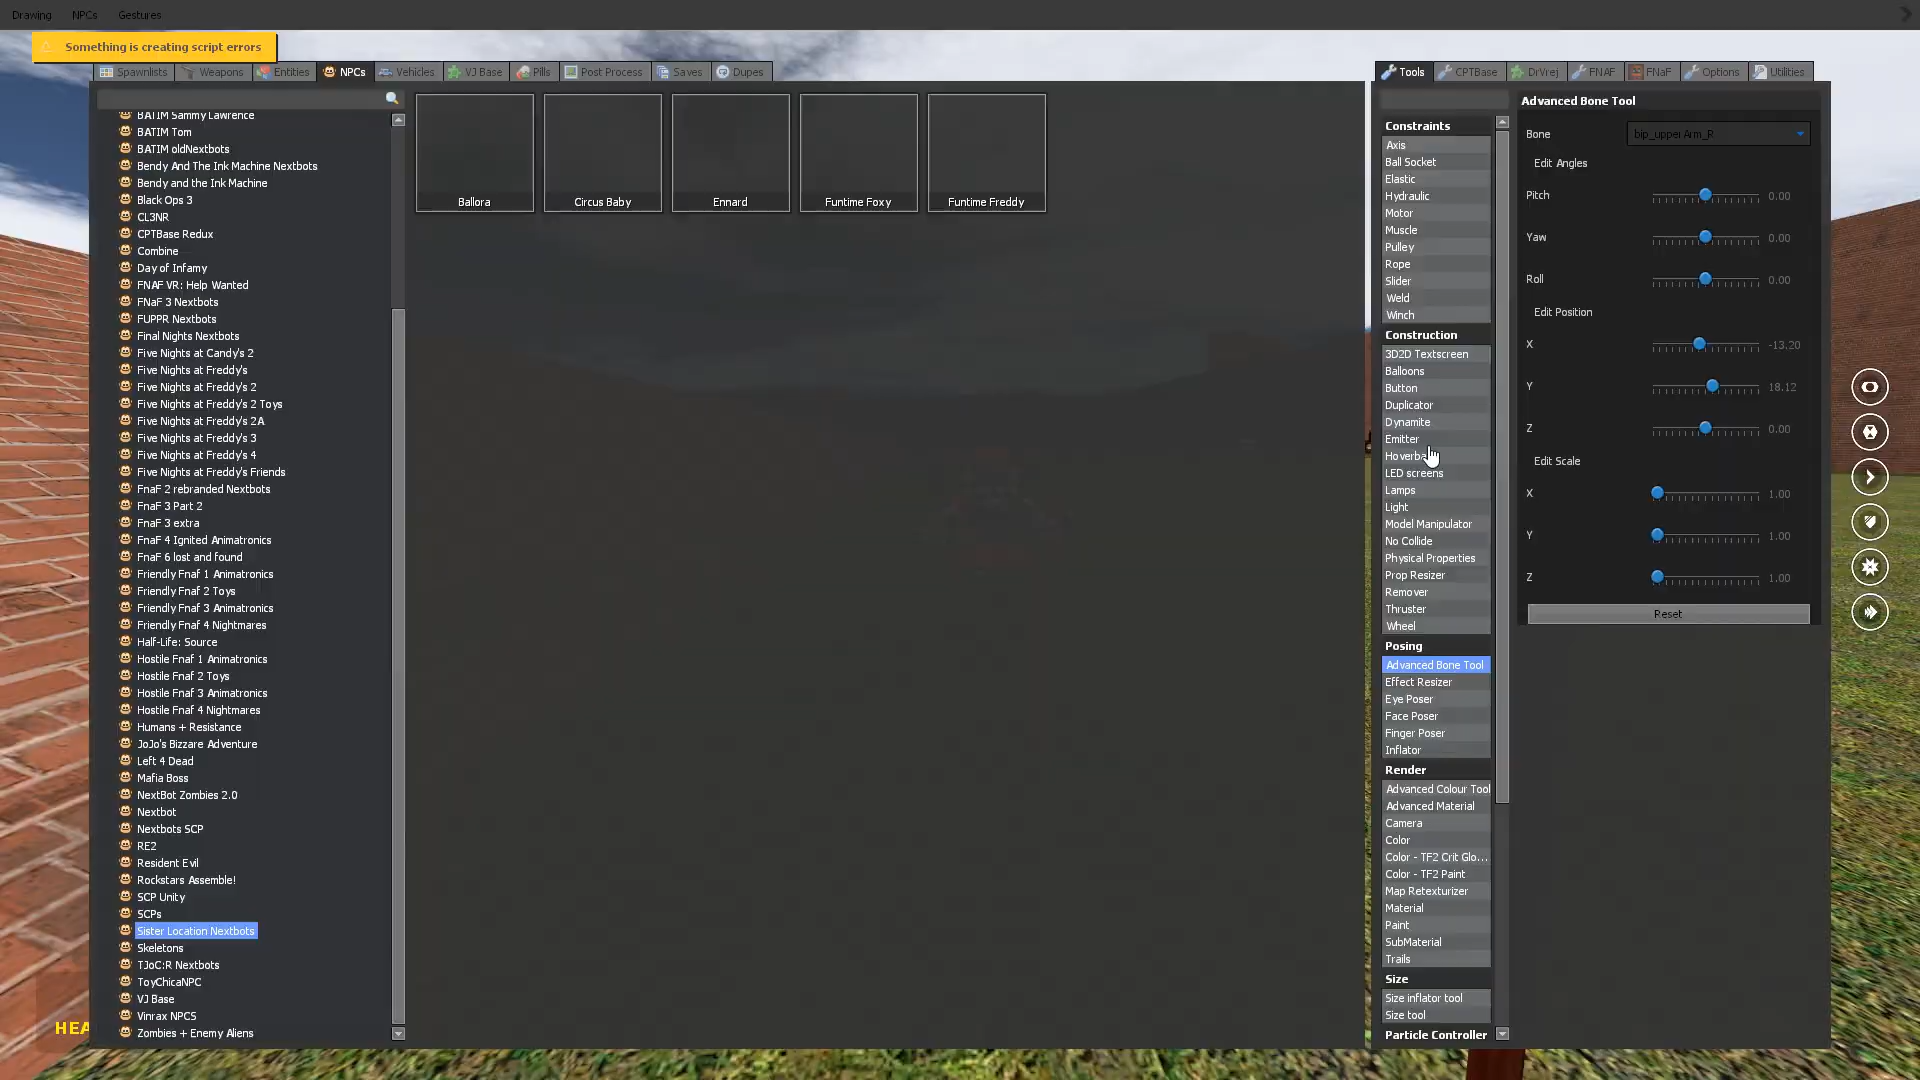 Drawing NPCs Gestures
Something is creating script errors
Spawnlists Weapons Entities NPCs Vehicles VJ Base Pills Post Process Saves Dupes
BATIM Sammy Lawrence
BATIM Tom
BATIM oldNextbots
Bendy And The Ink Machine Nextbots
Bendy and the Ink Machine
Black Ops 3
CL3NR
CPTBase Redux
Combine
Day of Infamy
FNAF VR: Help Wanted
FNaF 3 Nextbots
FUPPR Nextbots
Final Nights Nextbots
Five Nights at Candy's 2
Five Nights at Freddy's
Five Nights at Freddy's 2
Five Nights at Freddy's 2 Toys
Five Nights at Freddy's 2A
Five Nights at Freddy's 3
Five Nights at Freddy's 4
Five Nights at Freddy's Friends
FnaF 2 rebranded Nextbots
FnaF 3 Part 2
FnaF 3 extra
FnaF 4 Ignited Animatronics
FnaF 6 lost and found
Friendly Fnaf 1 Animatronics
Friendly Fnaf 2 Toys
Friendly Fnaf 3 Animatronics
Friendly Fnaf 4 Nightmares
Half-Life: Source
Hostile Fnaf 1 Animatronics
Hostile Fnaf 2 Toys
Hostile Fnaf 3 Animatronics
Hostile Fnaf 4 Nightmares
Humans + Resistance
JoJo's Bizzare Adventure
Left 4 Dead
Mafia Boss
NextBot Zombies 2.0
Nextbot
Nextbots SCP
RE2
Resident Evil
Rockstars Assemble!
SCP Unity
SCPs
Sister Location Nextbots
Skeletons
TJoC:R Nextbots
ToyChicaNPC
VJ Base
Vinrax NPCS
Zombies + Enemy Aliens
HEA
Ballora Circus Baby Ennard Funtime Foxy Funtime Freddy
Tools CPTBase DrVrej FNAF FNaF Options Utilities
Constraints
Axis
Ball Socket
Elastic
Hydraulic
Motor
Muscle
Pulley
Rope
Slider
Weld
Winch
Construction
3D2D Textscreen
Balloons
Button
Duplicator
Dynamite
Emitter
Hoverba
LED screens
Lamps
Light
Model Manipulator
No Collide
Physical Properties
Prop Resizer
Remover
Thruster
Wheel
Posing
Advanced Bone Tool
Effect Resizer
Eye Poser
Face Poser
Finger Poser
Inflator
Render
Advanced Colour Tool
Advanced Material
Camera
Color
Color - TF2 Crit Glo...
Color - TF2 Paint
Map Retexturizer
Material
Paint
SubMaterial
Trails
Size
Size inflator tool
Size tool
Particle Controller
Advanced Bone Tool
Bone bip_upperArm_R
Edit Angles
Pitch 0.00
Yaw 0.00
Roll 0.00
Edit Position
X -13.20
Y 18.12
Z 0.00
Edit Scale
X 1.00
Y 1.00
Z 1.00
Reset